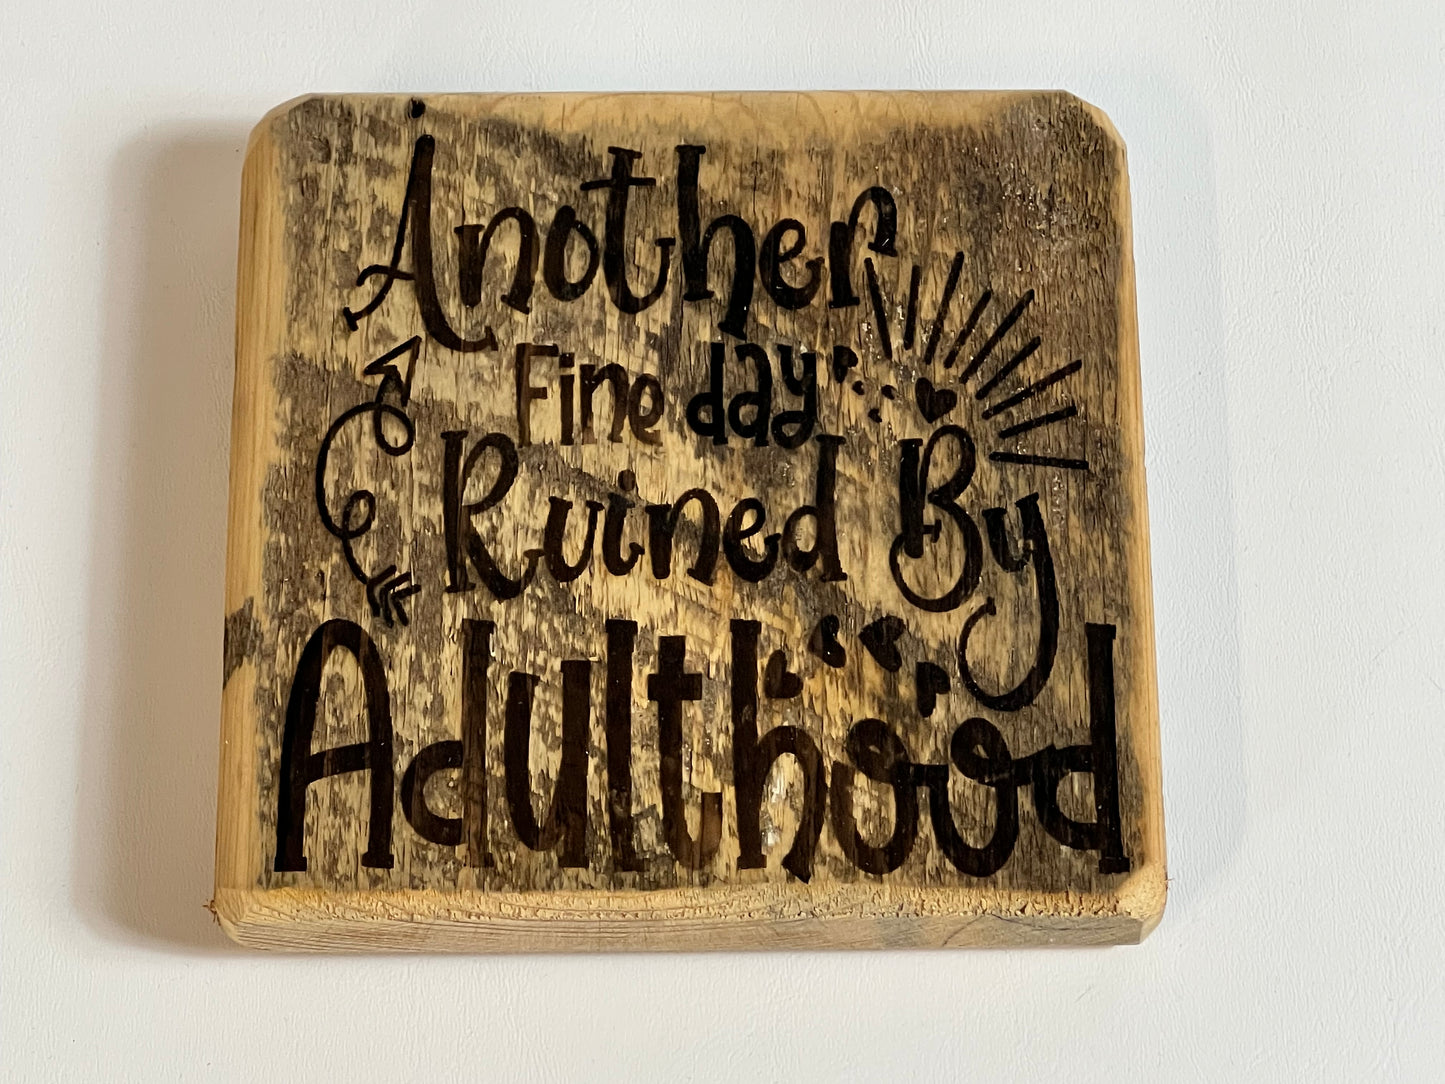 Another
Fine day
Ruined By
Adulthood